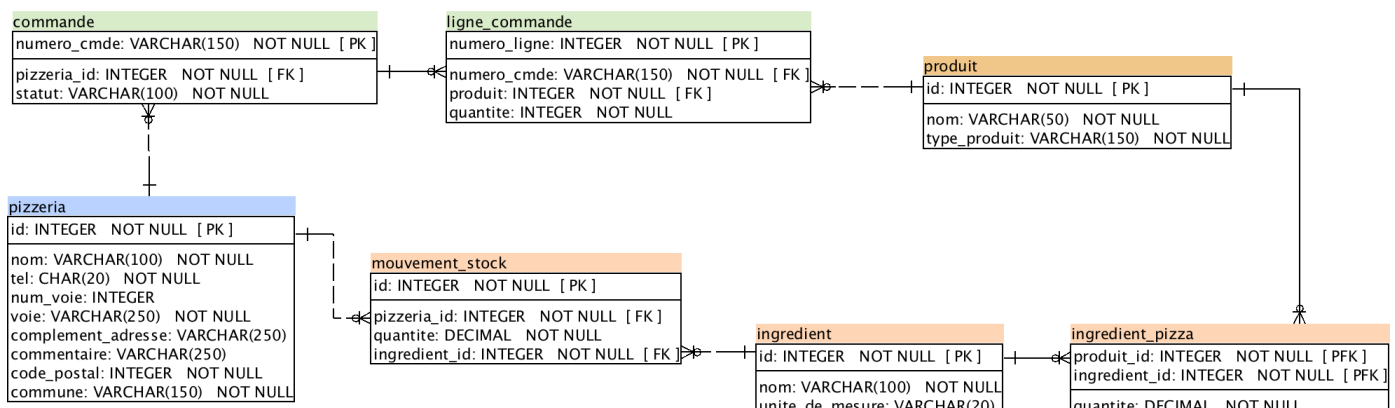 commande
numero_cmde: VARCHAR(150) NOT NULL [ PK ]
pizzeria_id: INTEGER NOT NULL [ FK ]
statut: VARCHAR(100) NOT NULL
ligne_commande
numero_ligne: INTEGER NOT NULL [ PK ]
numero_cmde: VARCHAR(150) NOT NULL [ FK ]
produit: INTEGER NOT NULL [ FK ]
quantite: INTEGER NOT NULL
produit
id: INTEGER NOT NULL [ PK ]
nom: VARCHAR(50) NOT NULL
type_produit: VARCHAR(150) NOT NULL
pizzeria
id: INTEGER NOT NULL [ PK ]
nom: VARCHAR(100) NOT NULL
tel: CHAR(20) NOT NULL
num_voie: INTEGER
voie: VARCHAR(250) NOT NULL
complement_adresse: VARCHAR(250)
commentaire: VARCHAR(250)
code_postal: INTEGER NOT NULL
commune: VARCHAR(150) NOT NULL
mouvement_stock
id: INTEGER NOT NULL [ PK ]
pizzeria_id: INTEGER NOT NULL [ FK ]
quantite: DECIMAL NOT NULL
ingredient_id: INTEGER NOT NULL [ FK ]
ingredient
id: INTEGER NOT NULL [ PK ]
nom: VARCHAR(100) NOT NULL
unite_de_mesure: VARCHAR(20)
ingredient_pizza
produit_id: INTEGER NOT NULL [ PFK ]
ingredient_id: INTEGER NOT NULL [ PFK ]
quantite: DECIMAL NOT NULL